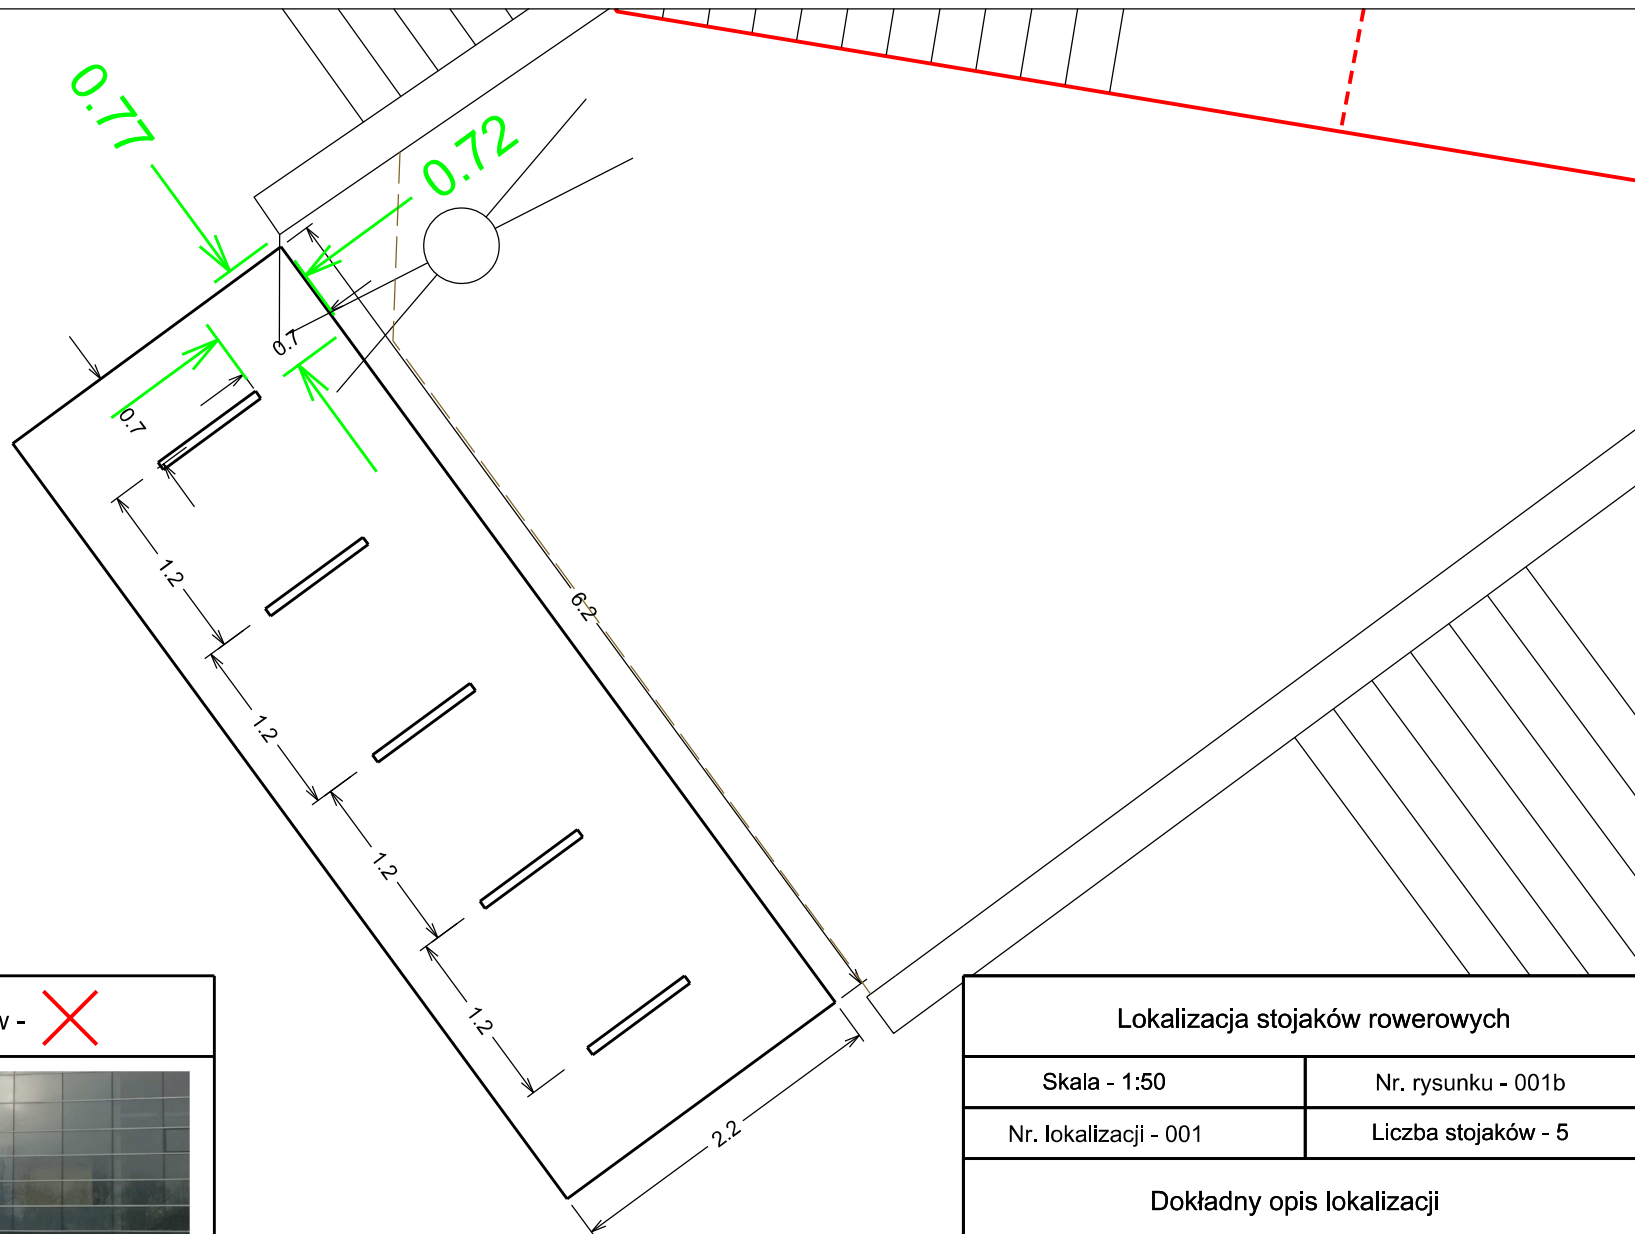 0.77
0.72
0.7
0.7
1.2
6.2
1.2
1.2
1.2
2.2
w -
Lokalizacja stojaków rowerowych
Skala - 1:50
Nr. rysunku - 001b
Nr. lokalizacji - 001
Liczba stojaków - 5
Dokładny opis lokalizacji